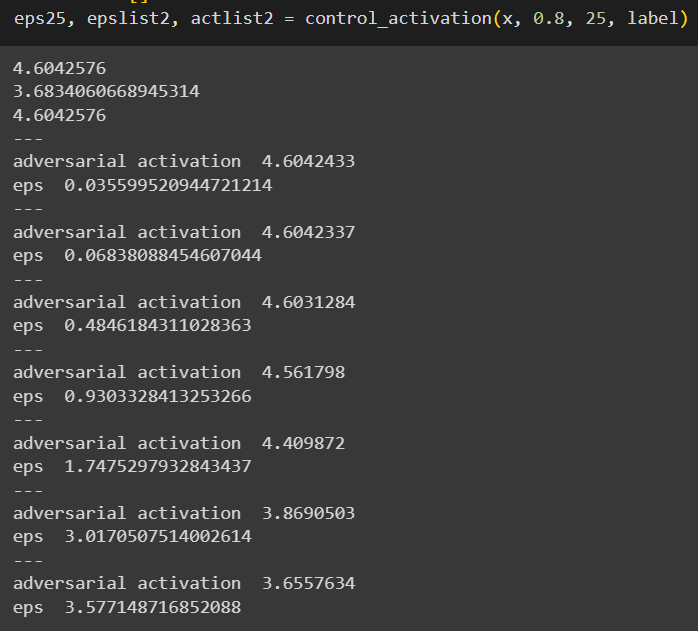 eps25, epslist2, actlist2 = control_activation(x, 0.8, 25, label)
4.6042576
3.6834060668945314
4.6042576
---
adversarial activation  4.6042433
eps  0.035599520944721214
---
adversarial activation  4.6042337
eps  0.06838088454607044
---
adversarial activation  4.6031284
eps  0.4846184311028363
---
adversarial activation  4.561798
eps  0.9303328413253266
---
adversarial activation  4.409872
eps  1.7475297932843437
---
adversarial activation  3.8690503
eps  3.0170507514002614
---
adversarial activation  3.6557634
eps  3.577148716852088